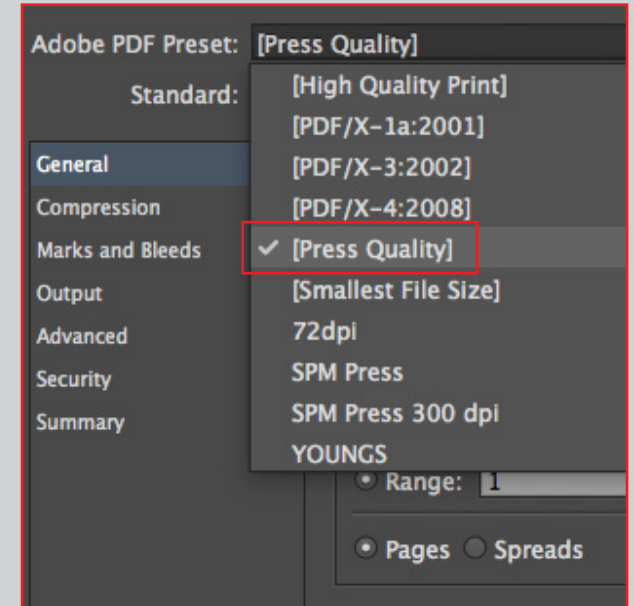 Adobe PDF Preset: [Press Quality]
Standard:
[High Quality Print]
[PDF/X-1a:2001]
[PDF/X-3:2002]
[PDF/X-4:2008]
✓ [Press Quality]
[Smallest File Size]
72dpi
SPM Press
SPM Press 300 dpi
YOUNGS
General
Compression
Marks and Bleeds
Output
Advanced
Security
Summary
Range: 1
Pages Spreads